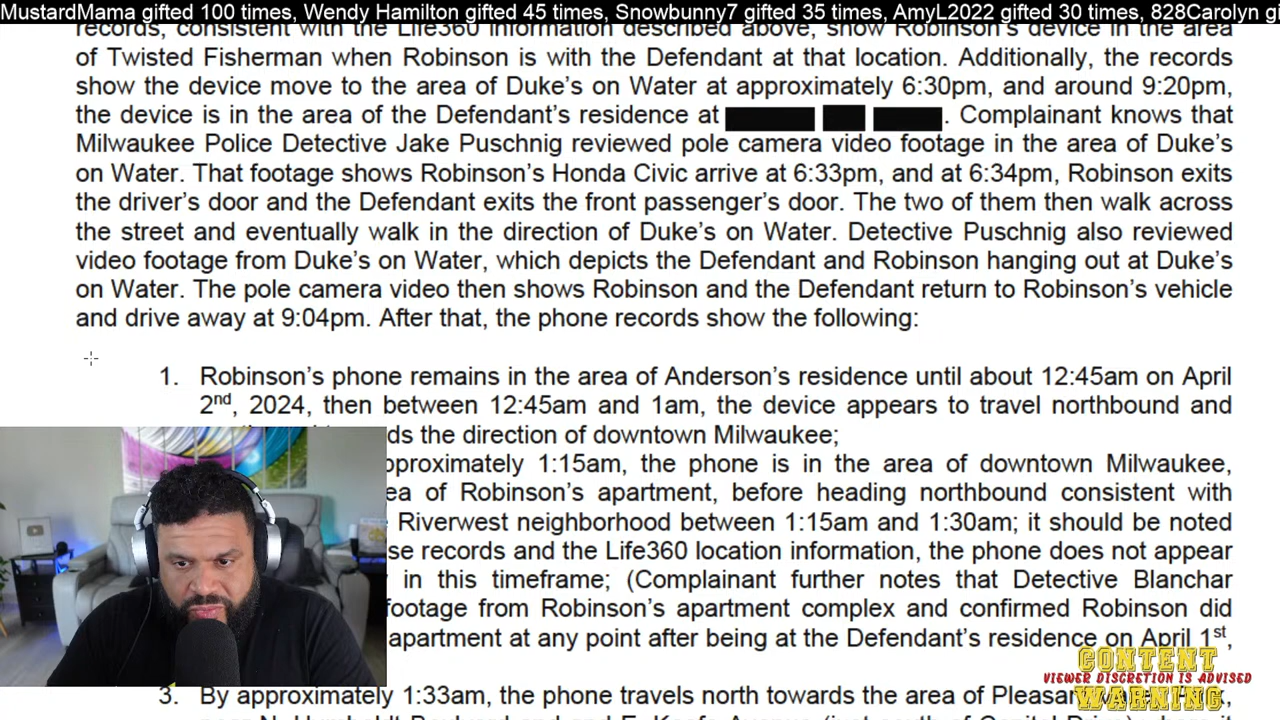 MustardMama gifted 100 times, Wendy Hamilton gifted 45 times, Snowbunny7 gifted 35 times, AmyL2022 gifted 30 times, 828Carolyn gi
records, consistent with the Life360 information described above, show Robinson's device in the area
of Twisted Fisherman when Robinson is with the Defendant at that location. Additionally, the records
show the device move to the area of Duke's on Water at approximately 6:30pm, and around 9:20pm,
the device is in the area of the Defendant's residence at . Complainant knows that
Milwaukee Police Detective Jake Puschnig reviewed pole camera video footage in the area of Duke's
on Water. That footage shows Robinson's Honda Civic arrive at 6:33pm, and at 6:34pm, Robinson exits
the driver's door and the Defendant exits the front passenger's door. The two of them then walk across
the street and eventually walk in the direction of Duke's on Water. Detective Puschnig also reviewed
video footage from Duke's on Water, which depicts the Defendant and Robinson hanging out at Duke's
on Water. The pole camera video then shows Robinson and the Defendant return to Robinson's vehicle
and drive away at 9:04pm. After that, the phone records show the following:
1. Robinson's phone remains in the area of Anderson's residence until about 12:45am on April
2nd, 2024, then between 12:45am and 1am, the device appears to travel northbound and
the direction of downtown Milwaukee;
1:15am, the phone is in the area of downtown Milwaukee,
of Robinson's apartment, before heading northbound consistent with
Riverwest neighborhood between 1:15am and 1:30am; it should be noted
records and the Life360 location information, the phone does not appear
in this timeframe; (Complainant further notes that Detective Blanchar
footage from Robinson's apartment complex and confirmed Robinson did
apartment at any point after being at the Defendant's residence on April 1st,
3. By approximately 1:33am, the phone travels north towards the area of
CONTENT
VIEWER DISCRETION IS ADVISED
WARNING